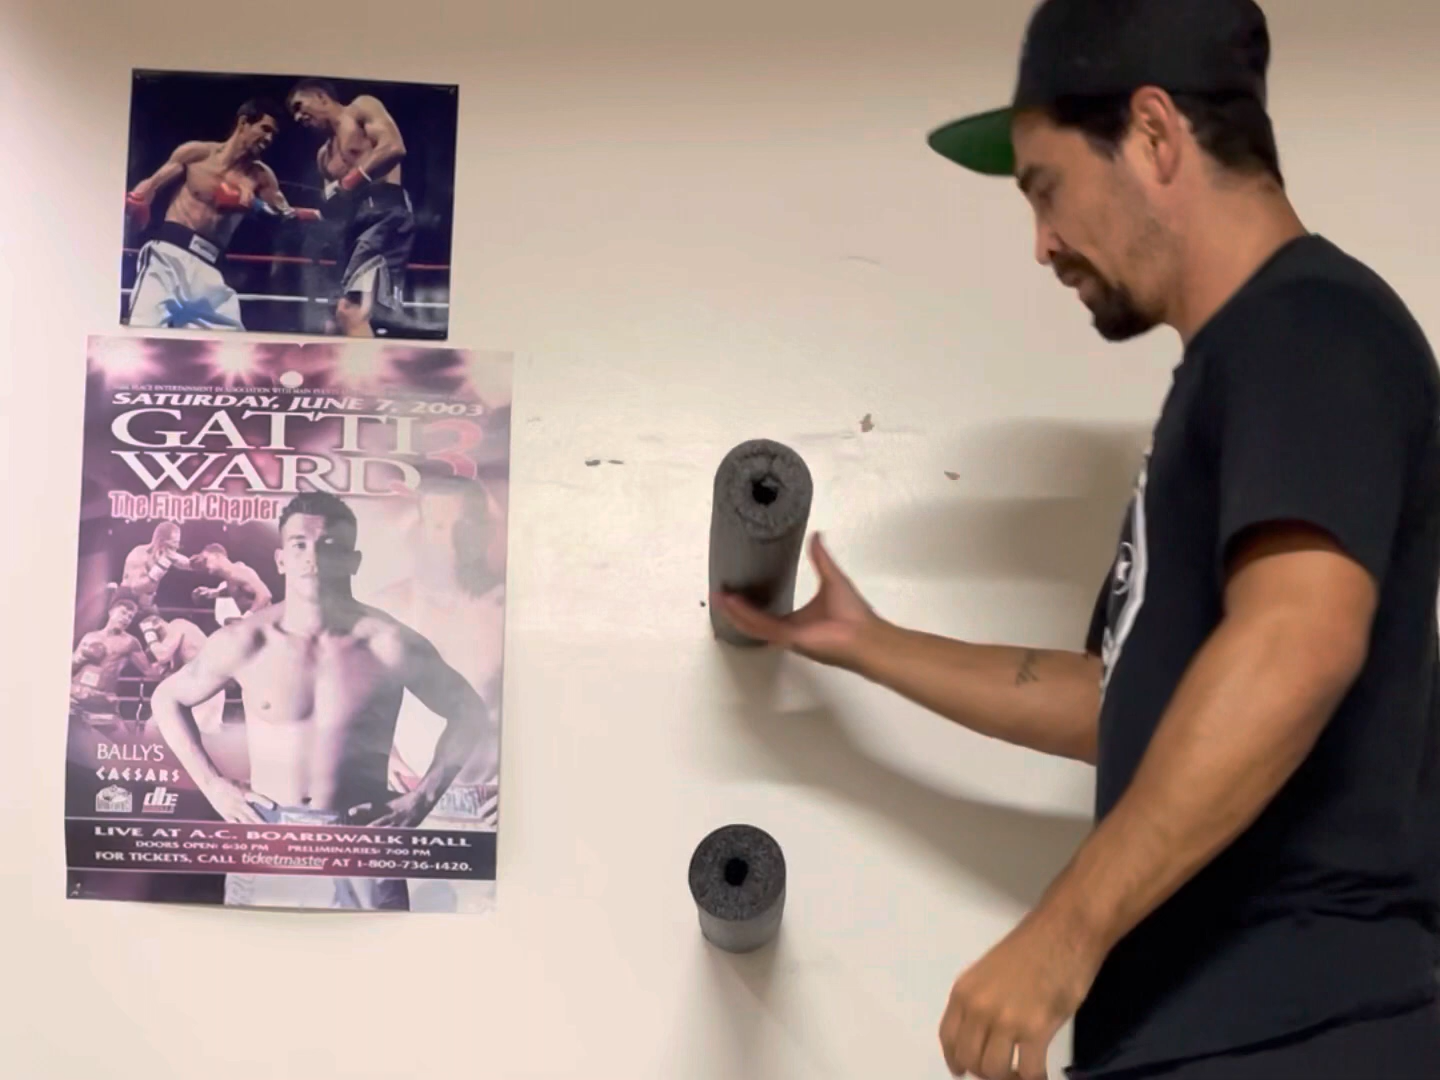 SATURDAY, JUNE 7, 2003
GATTI 3
WARD
The Final Chapter
BALLY'S
CAESARS
dbe
LIVE AT A.C. BOARDWALK HALL
DOORS OPEN: 6:30 PM PRELIMINARIES: 7:00 PM
FOR TICKETS, CALL ticketmaster AT 1-800-736-1420.